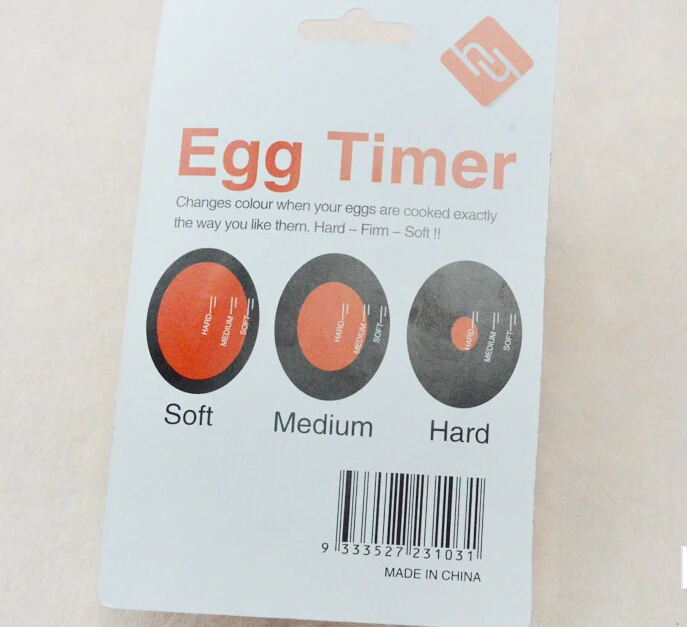 hu
Egg Timer
Changes colour when your eggs are cooked exactly
the way you like them. Hard – Firm – Soft !!
HARD MEDIUM SOFT
HARD MEDIUM SOFT
HARD MEDIUM SOFT
Soft Medium Hard
9 333527 231031
MADE IN CHINA